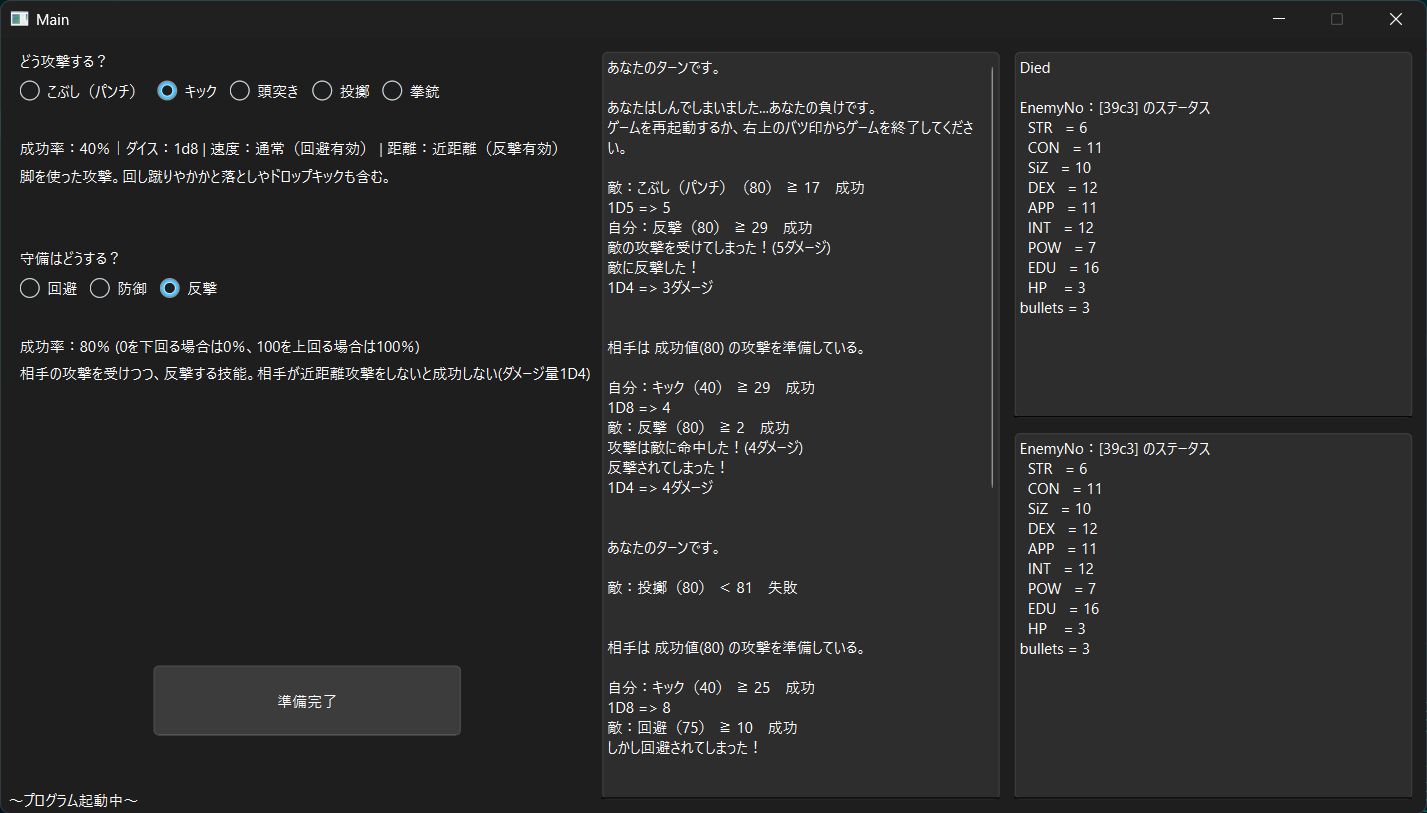 Main
どう攻撃する？
こぶし（パンチ） キック 頭突き 投擲 拳銃
成功率：40%｜ダイス：1d8 | 速度：通常（回避有効） | 距離：近距離（反撃有効）
脚を使った攻撃。回し蹴りやかかと落としやドロップキックも含む。
守備はどうする？
回避 防御 反撃
成功率：80% (0を下回る場合は0%、100を上回る場合は100%)
相手の攻撃を受けつつ、反撃する技能。相手が近距離攻撃をしないと成功しない(ダメージ量1D4)
準備完了
～プログラム起動中～
あなたのターンです。
あなたはしんでしまいました...あなたの負けです。
ゲームを再起動するか、右上のバツ印からゲームを終了してくださ
い。
敵：こぶし（パンチ）（80） ≧ 17　成功
1D5 => 5
自分：反撃（80） ≧ 29　成功
敵の攻撃を受けてしまった！(5ダメージ)
敵に反撃した！
1D4 => 3ダメージ
相手は 成功値(80) の攻撃を準備している。
自分：キック（40） ≧ 29　成功
1D8 => 4
敵：反撃（80） ≧ 2　成功
攻撃は敵に命中した！(4ダメージ)
反撃されてしまった！
1D4 => 4ダメージ
あなたのターンです。
敵：投擲（80） ＜ 81　失敗
相手は 成功値(80) の攻撃を準備している。
自分：キック（40） ≧ 25　成功
1D8 => 8
敵：回避（75） ≧ 10　成功
しかし回避されてしまった！
Died
EnemyNo：[39c3] のステータス
STR = 6
CON = 11
SiZ = 10
DEX = 12
APP = 11
INT = 12
POW = 7
EDU = 16
HP = 3
bullets = 3
EnemyNo：[39c3] のステータス
STR = 6
CON = 11
SiZ = 10
DEX = 12
APP = 11
INT = 12
POW = 7
EDU = 16
HP = 3
bullets = 3